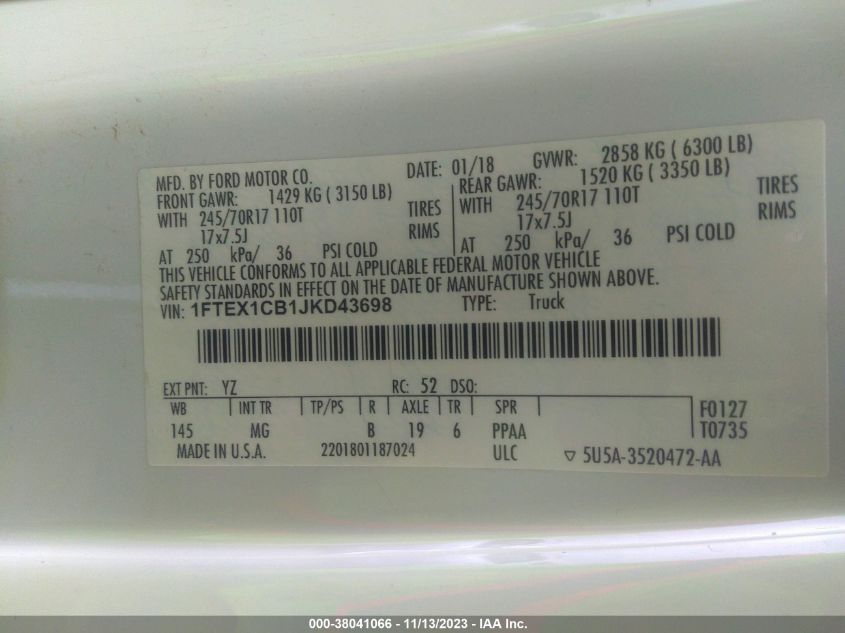 MFD. BY FORD MOTOR CO. DATE: 01/18 GVWR: 2858 KG ( 6300 LB)
FRONT GAWR: 1429 KG ( 3150 LB) REAR GAWR: 1520 KG ( 3350 LB)
WITH 245/70R17 110T TIRES WITH 245/70R17 110T TIRES
17x7.5J RIMS 17x7.5J RIMS
AT 250 kPa/ 36 PSI COLD AT 250 kPa/ 36 PSI COLD
THIS VEHICLE CONFORMS TO ALL APPLICABLE FEDERAL MOTOR VEHICLE
SAFETY STANDARDS IN EFFECT ON THE DATE OF MANUFACTURE SHOWN ABOVE.
VIN: 1FTEX1CB1JKD43698 TYPE: Truck
EXT PNT: YZ RC: 52 DSO:
WB INT TR TP/PS R AXLE TR SPR F0127
145 MG B 19 6 PPAA T0735
MADE IN U.S.A. 2201801187024 ULC ▽ 5U5A-3520472-AA
000-38041066 - 11/13/2023 - IAA Inc.